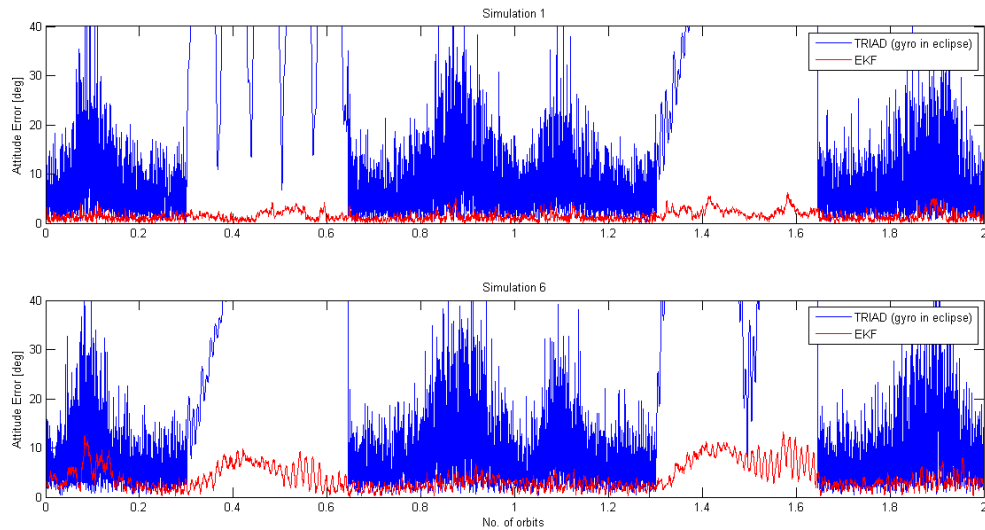 Simulation 1
Attitude Error [deg]
40
30
20
10
0
TRIAD (gyro in eclipse)
EKF
0 0.2 0.4 0.6 0.8 1 1.2 1.4 1.6 1.8 2
Simulation 6
Attitude Error [deg]
40
30
20
10
0
TRIAD (gyro in eclipse)
EKF
0 0.2 0.4 0.6 0.8 1 1.2 1.4 1.6 1.8 2
No. of orbits